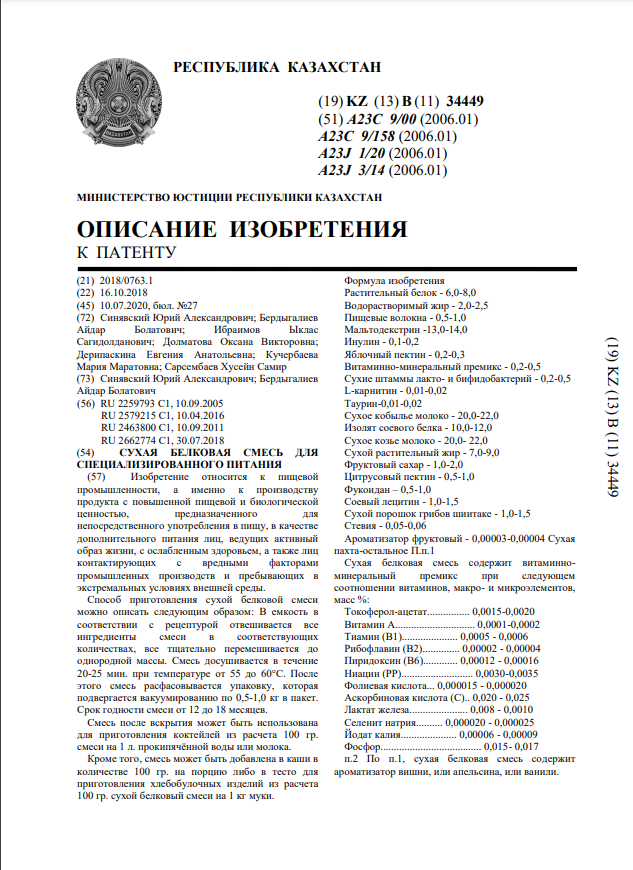 РЕСПУБЛИКА КАЗАХСТАН
(19) KZ (13) B (11) 34449
(51) A23C 9/00 (2006.01)
A23C 9/158 (2006.01)
A23J 1/20 (2006.01)
A23J 3/14 (2006.01)
МИНИСТЕРСТВО ЮСТИЦИИ РЕСПУБЛИКИ КАЗАХСТАН
ОПИСАНИЕ ИЗОБРЕТЕНИЯ
К ПАТЕНТУ
(21) 2018/0763.1
(22) 16.10.2018
(45) 10.07.2020, бюл. №27
(72) Синявский Юрий Александрович; Бердыгалиев
Айдар Болатович; Ибраимов Ыклас
Сагидолданович; Долматова Оксана Викторовна;
Дерипаскина Евгения Анатольевна; Кучербаева
Мария Маратовна; Сарсембаев Хусейн Самир
(73) Синявский Юрий Александрович; Бердыгалиев
Айдар Болатович
(56) RU 2259793 C1, 10.09.2005
RU 2579215 C1, 10.04.2016
RU 2463800 C1, 10.09.2011
RU 2662774 C1, 30.07.2018
(54) СУХАЯ БЕЛКОВАЯ СМЕСЬ ДЛЯ
СПЕЦИАЛИЗИРОВАННОГО ПИТАНИЯ
(57) Изобретение относится к пищевой
промышленности, а именно к производству
продукта с повышенной пищевой и биологической
ценностью, предназначенного для
непосредственного употребления в пищу, в качестве
дополнительного питания лиц, ведущих активный
образ жизни, с ослабленным здоровьем, а также лиц
контактирующих с вредными факторами
промышленных производств и пребывающих в
экстремальных условиях внешней среды.
Способ приготовления сухой белковой смеси
можно описать следующим образом: В емкость в
соответствии с рецептурой отвешивается все
ингредиенты смеси в соответствующих
количествах, все тщательно перемешивается до
однородной массы. Смесь досушивается в течение
20-25 мин. при температуре от 55 до 60°С. После
этого смесь расфасовывается упаковку, которая
подвергается вакуумированию по 0,5-1,0 кг в пакет.
Срок годности смеси от 12 до 18 месяцев.
Смесь после вскрытия может быть использована
для приготовления коктейлей из расчета 100 гр.
смеси на 1 л. прокипячённой воды или молока.
Кроме того, смесь может быть добавлена в каши в
количестве 100 гр. на порцию либо в тесто для
приготовления хлебобулочных изделий из расчета
100 гр. сухой белковый смеси на 1 кг муки.
Формула изобретения
Растительный белок - 6,0-8,0
Водорастворимый жир - 2,0-2,5
Пищевые волокна - 0,5-1,0
Мальтодекстрин -13,0-14,0
Инулин - 0,1-0,2
Яблочный пектин - 0,2-0,3
Витаминно-минеральный премикс - 0,2-0,5
Сухие штаммы лакто- и бифидобактерий - 0,2-0,5
L-карнитин - 0,01-0,02
Таурин-0,01-0,02
Сухое кобылье молоко - 20,0-22,0
Изолят соевого белка - 10,0-12,0
Сухое козье молоко - 20,0- 22,0
Сухой растительный жир - 7,0-9,0
Фруктовый сахар - 1,0-2,0
Цитрусовый пектин - 0,5-1,0
Фукоидан – 0,5-1,0
Соевый лецитин - 1,0-1,5
Сухой порошок грибов шиитаке - 1,0-1,5
Стевия - 0,05-0,06
Ароматизатор фруктовый - 0,00003-0,00004 Сухая
пахта-остальное П.п.1
Сухая белковая смесь содержит витаминно-
минеральный премикс при следующем
соотношении витаминов, макро- и микроэлементов,
масс %:
Токоферол-ацетат................ 0,0015-0,0020
Витамин А.............................. 0,0001-0,0002
Тиамин (В1)..................... 0,0005 - 0,0006
Рибофлавин (В2).............. 0,00002 - 0,00004
Пиридоксин (В6)............. 0,00012 - 0,00016
Ниацин (РР)........................... 0,0030-0,0035
Фолиевая кислота... 0,000015 - 0,000020
Аскорбиновая кислота (С).. 0,020 - 0,025
Лактат железа..................... 0,008 - 0,0010
Селенит натрия.......... 0,000020 - 0,000025
Йодат калия..................... 0,00006 - 0,00009
Фосфор..................................... 0,015- 0,017
п.2 По п.1, сухая белковая смесь содержит
ароматизатор вишни, или апельсина, или ванили.
(19) KZ (13) B (11) 34449